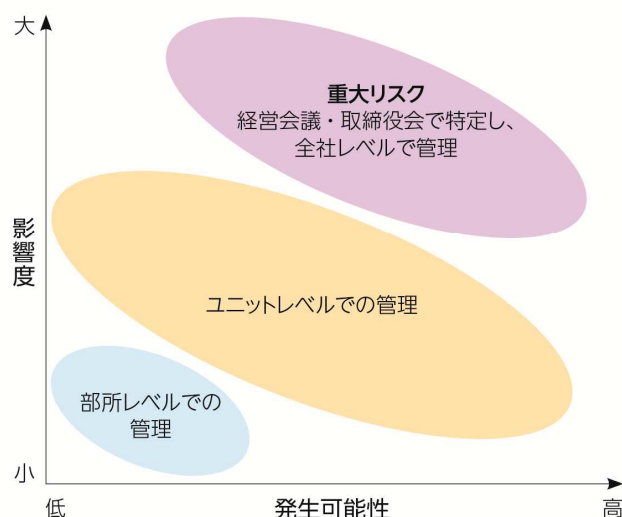 大
重大リスク
経営会議・取締役会で特定し、
全社レベルで管理
影響度
ユニットレベルでの管理
部所レベルでの
管理
小
低
発生可能性
高